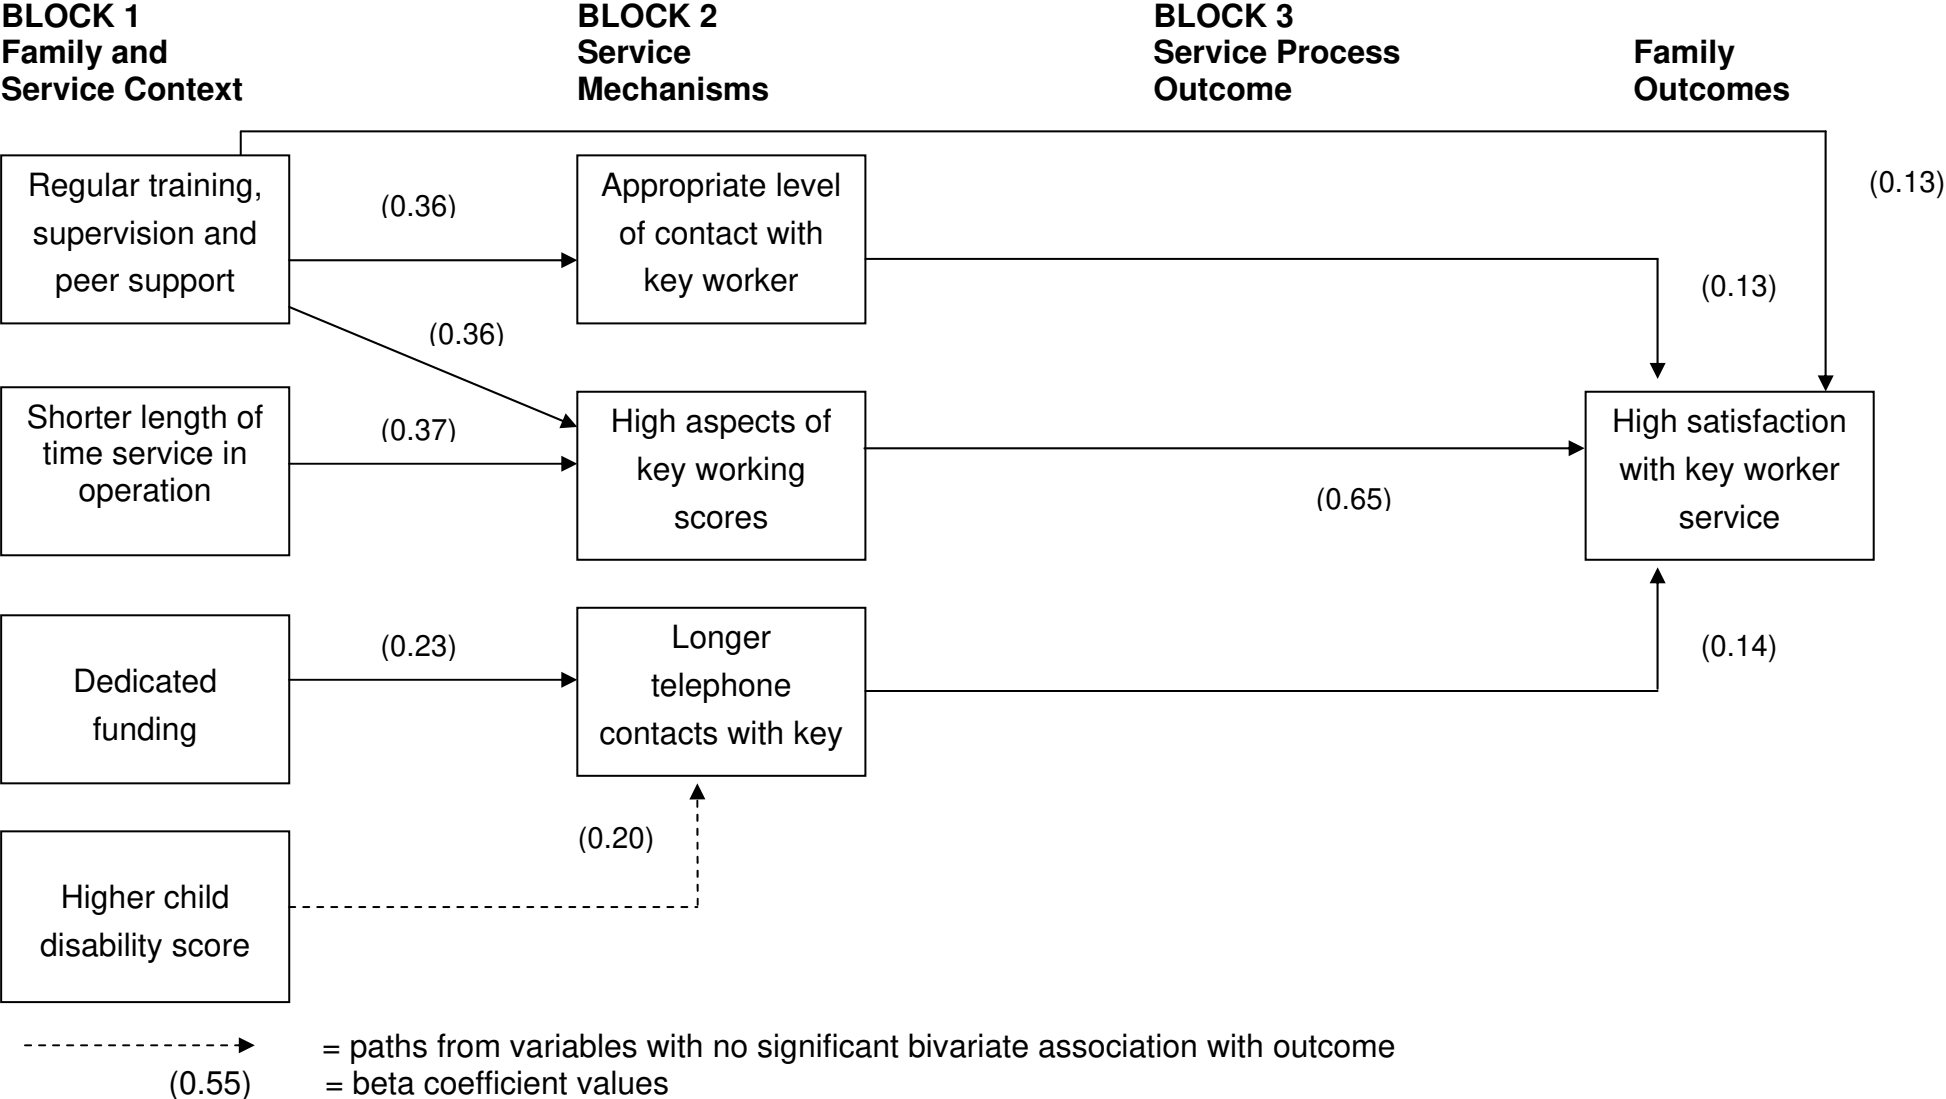 BLOCK 1
Family and
Service Context
BLOCK 2
Service
Mechanisms
BLOCK 3
Service Process
Outcome
Family
Outcomes
Regular training,
supervision and
peer support
(0.36)
Appropriate level
of contact with
key worker
(0.13)
(0.13)
(0.36)
Shorter length of
time service in
operation
(0.37)
High aspects of
key working
scores
(0.65)
High satisfaction
with key worker
service
Dedicated
funding
(0.23)
Longer
telephone
contacts with key
(0.14)
(0.20)
Higher child
disability score
= paths from variables with no significant bivariate association with outcome
(0.55)
= beta coefficient values